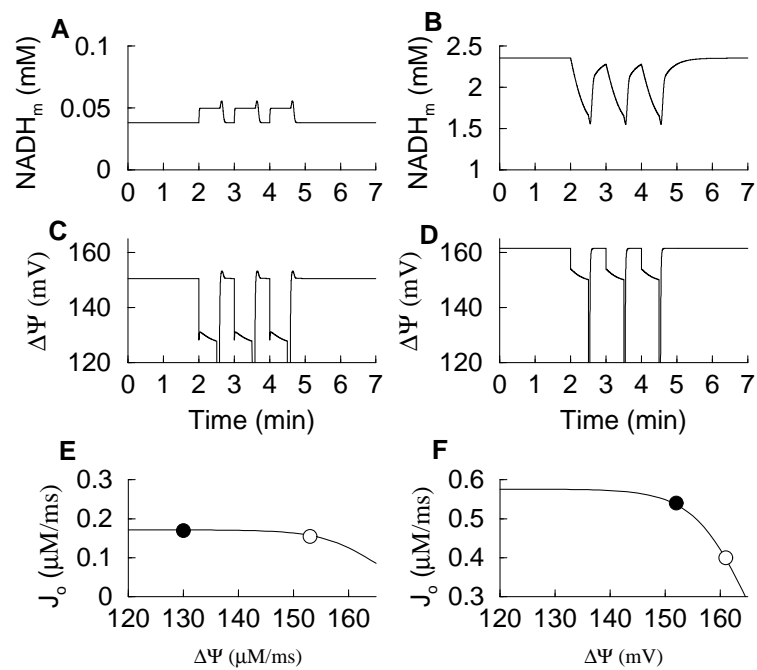 A
NADHm (mM)
0.1
0.05
0
0 1 2 3 4 5 6 7
B
NADHm (mM)
2.5
2
1.5
1
0 1 2 3 4 5 6 7
C
ΔΨ (mV)
160
140
120
0 1 2 3 4 5 6 7
Time (min)
D
ΔΨ (mV)
160
140
120
0 1 2 3 4 5 6 7
Time (min)
E
Jo (μM/ms)
0.3
0.2
0.1
0
120 130 140 150 160
ΔΨ (μM/ms)
F
Jo (μM/ms)
0.6
0.5
0.4
0.3
120 140 160
ΔΨ (mV)